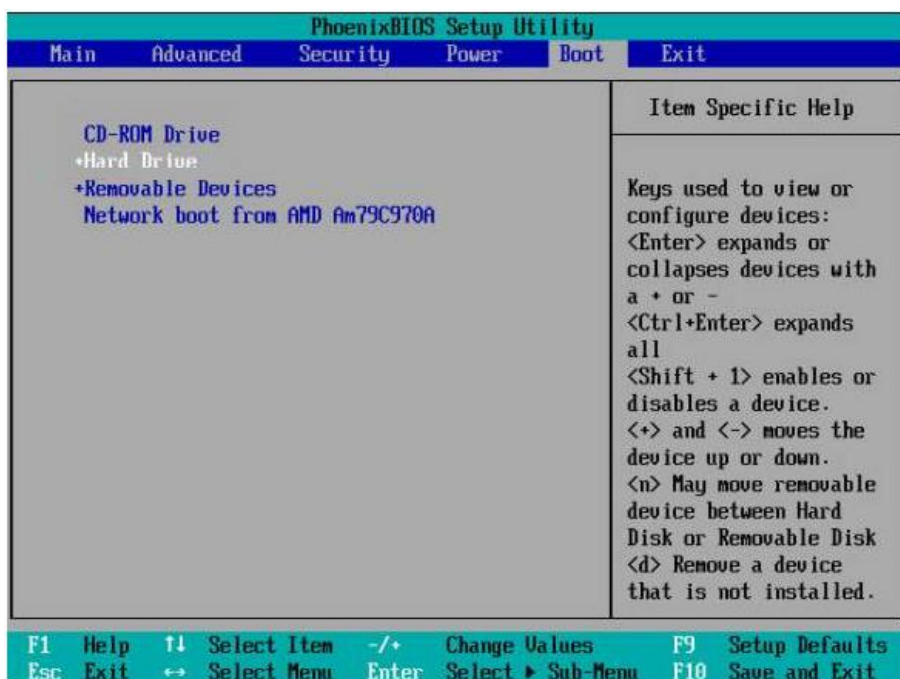 PhoenixBIOS Setup Utility
Main Advanced Security Power Boot Exit
CD-ROM Drive
+Hard Drive
+Removable Devices
Network boot from AMD Am79C970A
Item Specific Help
Keys used to view or
configure devices:
<Enter> expands or
collapses devices with
a + or -
<Ctrl+Enter> expands
all
<Shift + 1> enables or
disables a device.
<+> and <-> moves the
device up or down.
<n> May move removable
device between Hard
Disk or Removable Disk
<d> Remove a device
that is not installed.
F1 Help ↑↓ Select Item -/+ Change Values F9 Setup Defaults
Esc Exit ↔ Select Menu Enter Select ▶ Sub-Menu F10 Save and Exit